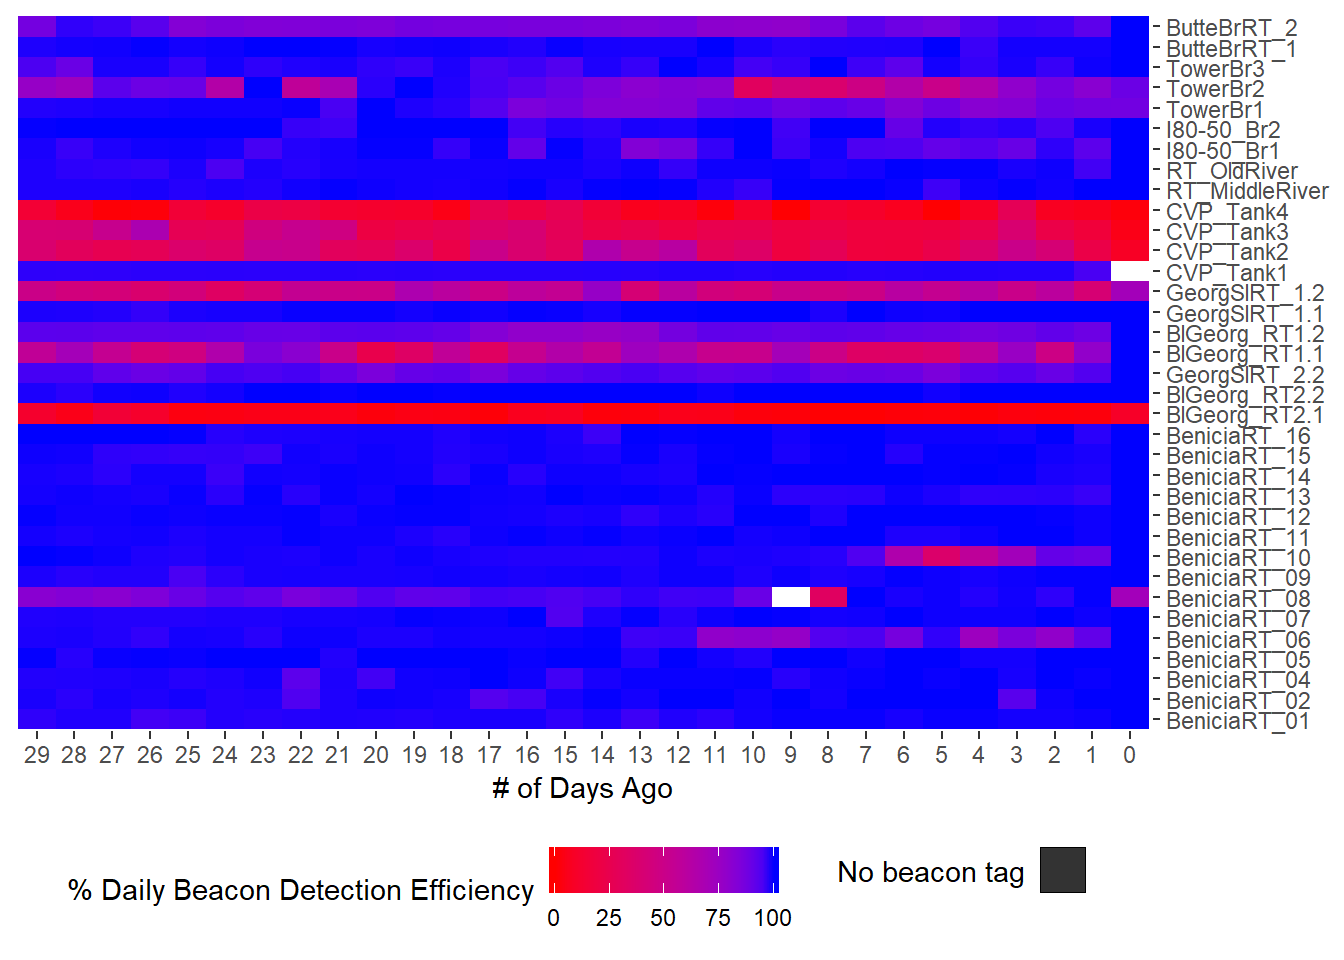 ButteBrRT_2
ButteBrRT_1
TowerBr3
TowerBr2
TowerBr1
I80-50_Br2
I80-50_Br1
RT_OldRiver
RT_MiddleRiver
CVP_Tank4
CVP_Tank3
CVP_Tank2
CVP_Tank1
GeorgSlRT_1.2
GeorgSlRT_1.1
BlGeorg_RT1.2
BlGeorg_RT1.1
GeorgSlRT_2.2
BlGeorg_RT2.2
BlGeorg_RT2.1
BeniciaRT_16
BeniciaRT_15
BeniciaRT_14
BeniciaRT_13
BeniciaRT_12
BeniciaRT_11
BeniciaRT_10
BeniciaRT_09
BeniciaRT_08
BeniciaRT_07
BeniciaRT_06
BeniciaRT_05
BeniciaRT_04
BeniciaRT_02
BeniciaRT_01
29 28 27 26 25 24 23 22 21 20 19 18 17 16 15 14 13 12 11 10 9 8 7 6 5 4 3 2 1 0
# of Days Ago
% Daily Beacon Detection Efficiency
0 25 50 75 100
No beacon tag